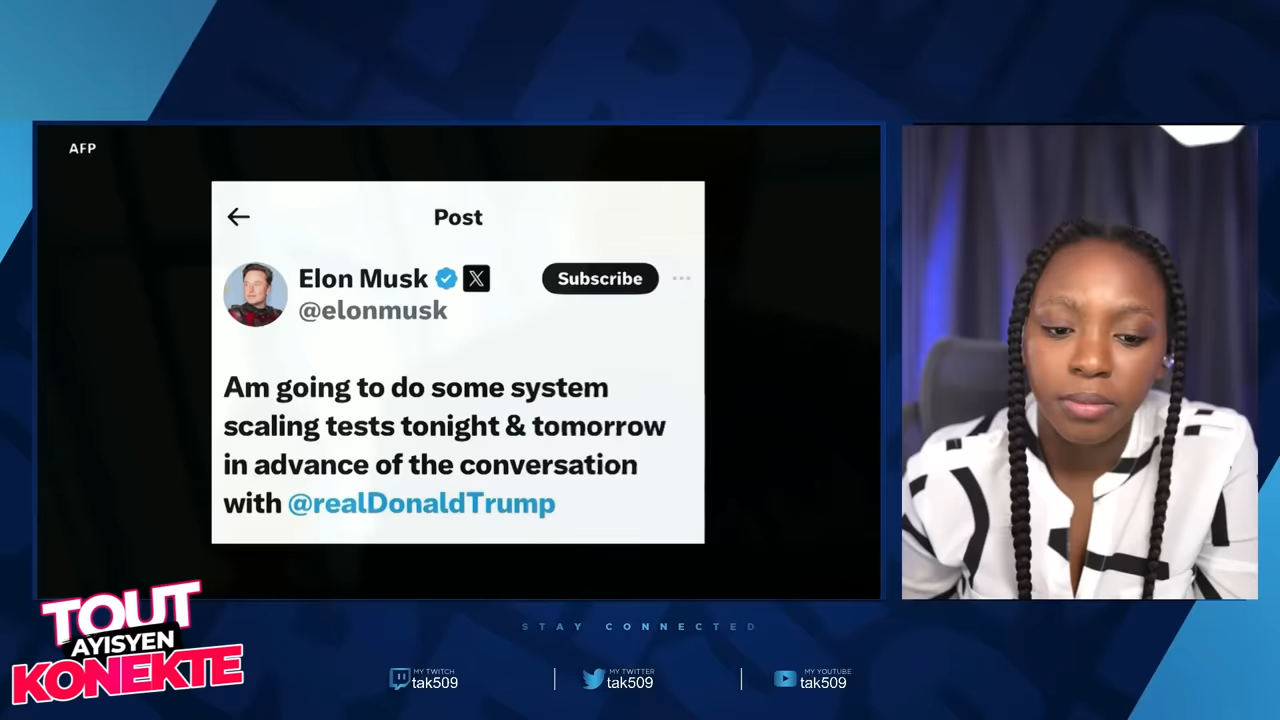 AFP
Post
Elon Musk
Subscribe
@elonmusk
Am going to do some system
scaling tests tonight & tomorrow
in advance of the conversation
with @realDonaldTrump
TOUT
AYISYEN
KONEKTE
STAY CONNECTED
MY TWITCH
tak509
MY TWITTER
tak509
MY YOUTUBE
tak509